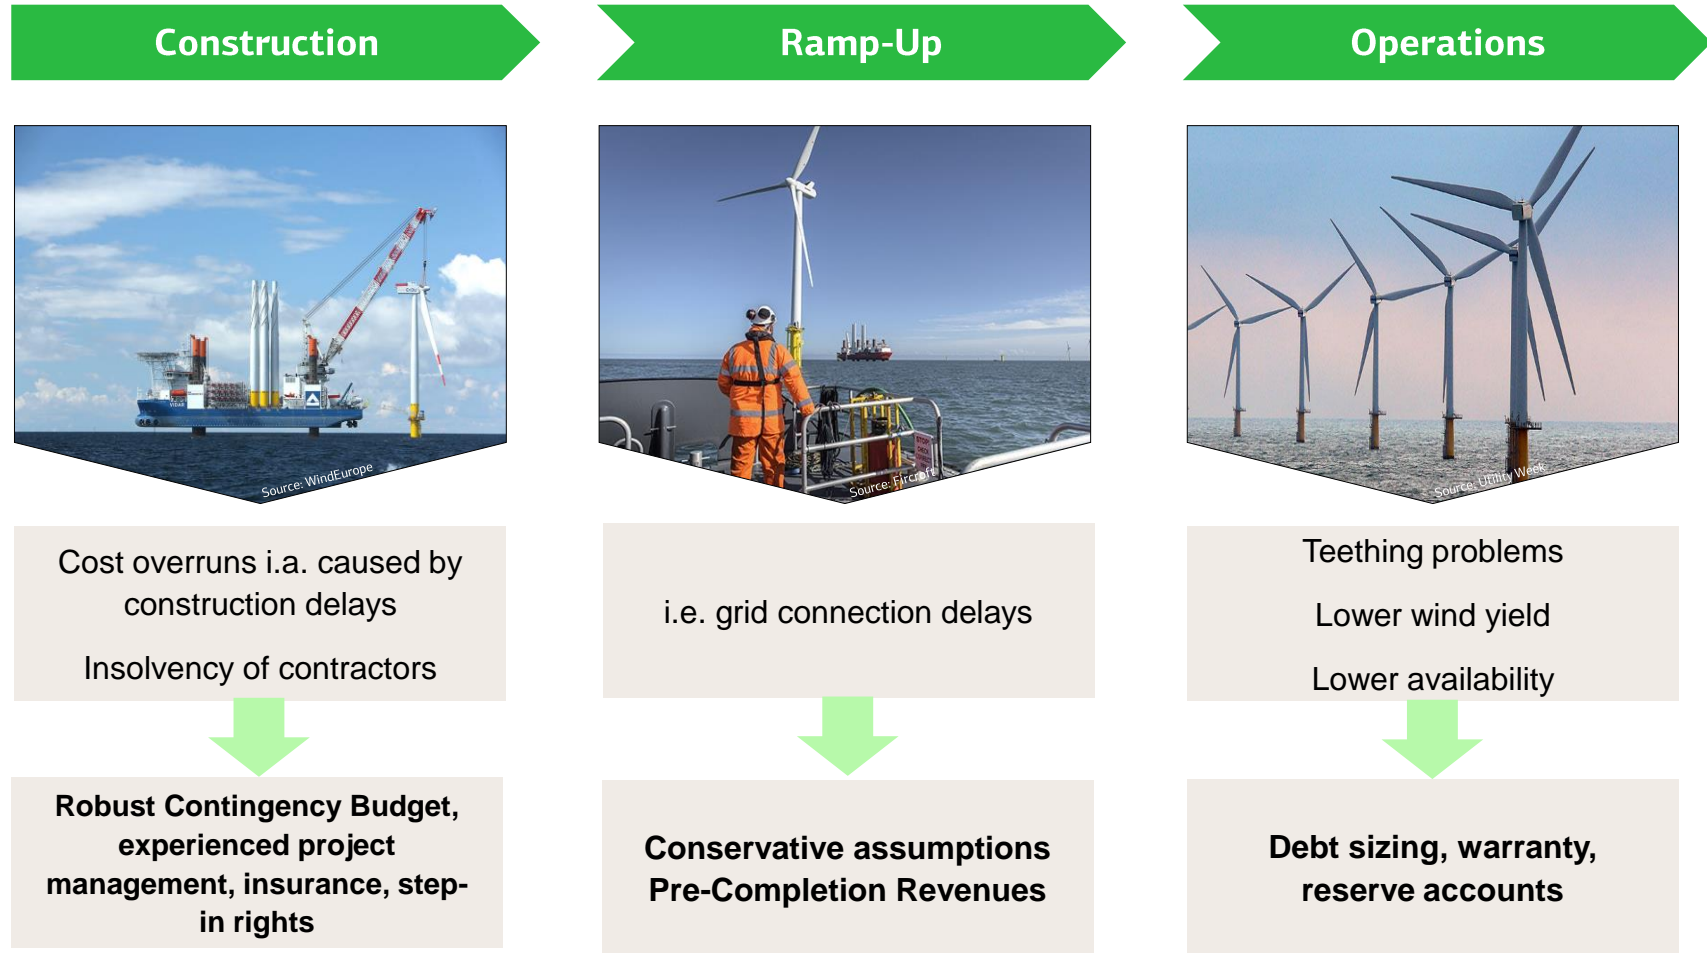 Construction
Ramp-Up
Operations
Source: WindEurope
Source: Fircroft
Source: Utility Week
Cost overruns i.a. caused by
construction delays
Insolvency of contractors
i.e. grid connection delays
Teething problems
Lower wind yield
Lower availability
Robust Contingency Budget,
experienced project
management, insurance, step-
in rights
Conservative assumptions
Pre-Completion Revenues
Debt sizing, warranty,
reserve accounts